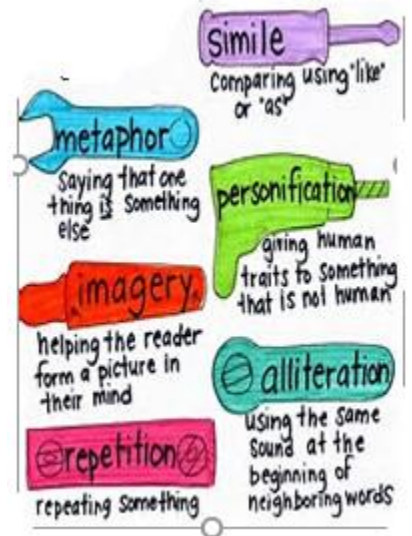 simile
Comparing using "like"
or "as"
metaphor
Saying that one
thing is something
else
personification
giving human
traits to something
that is not human
imagery
helping the reader
form a picture in
their mind
alliteration
using the same
sound at the
beginning of
neighboring words
repetition
repeating something